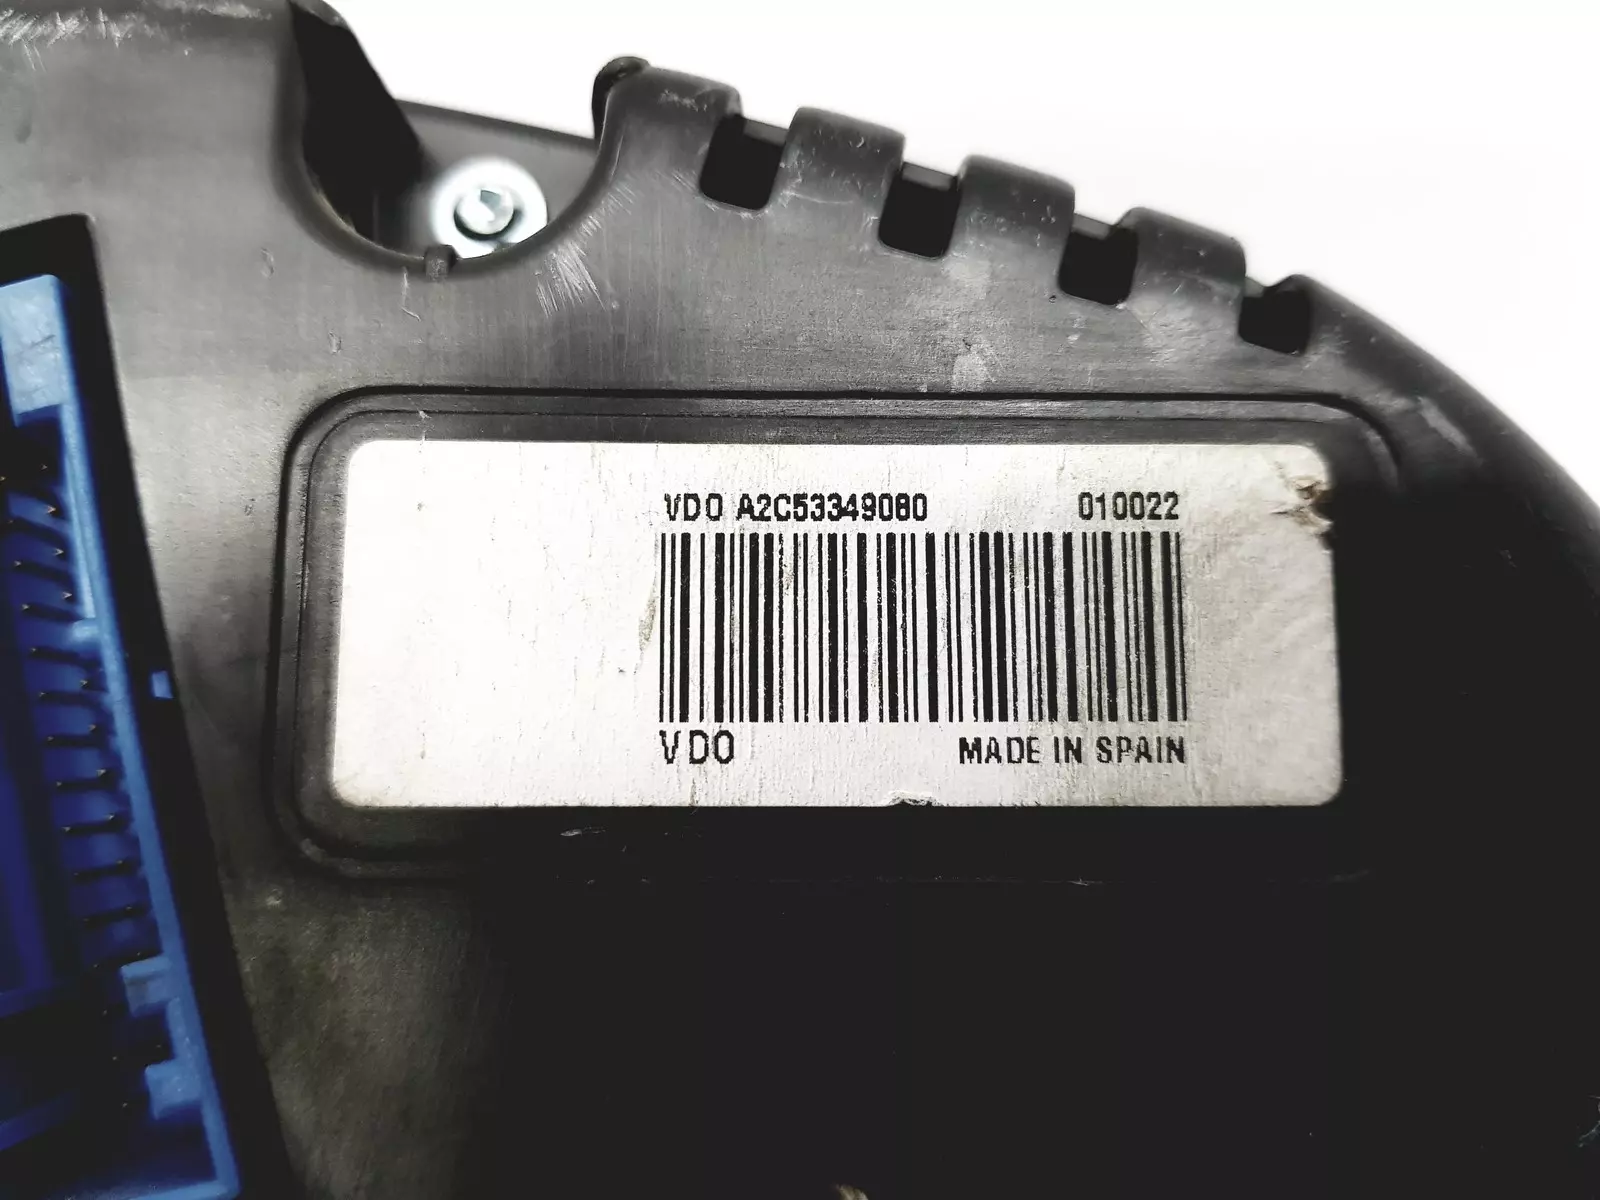 VDO A2C53349080 010022
VDO MADE IN SPAIN